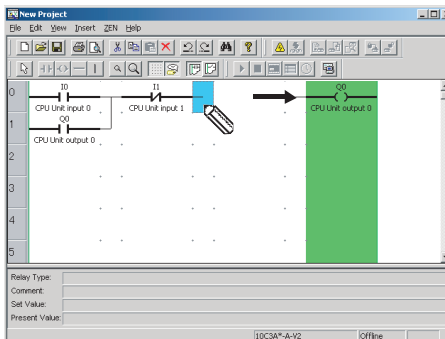 New Project
File Edit View Insert ZEN Help
0
I0
I1
Q0
CPU Unit input 0
CPU Unit input 1
CPU Unit output 0
1
Q0
CPU Unit output 0
2
3
4
5
Relay Type:
Comment:
Set Value:
Present Value:
10C3A*-A-V2
Offline